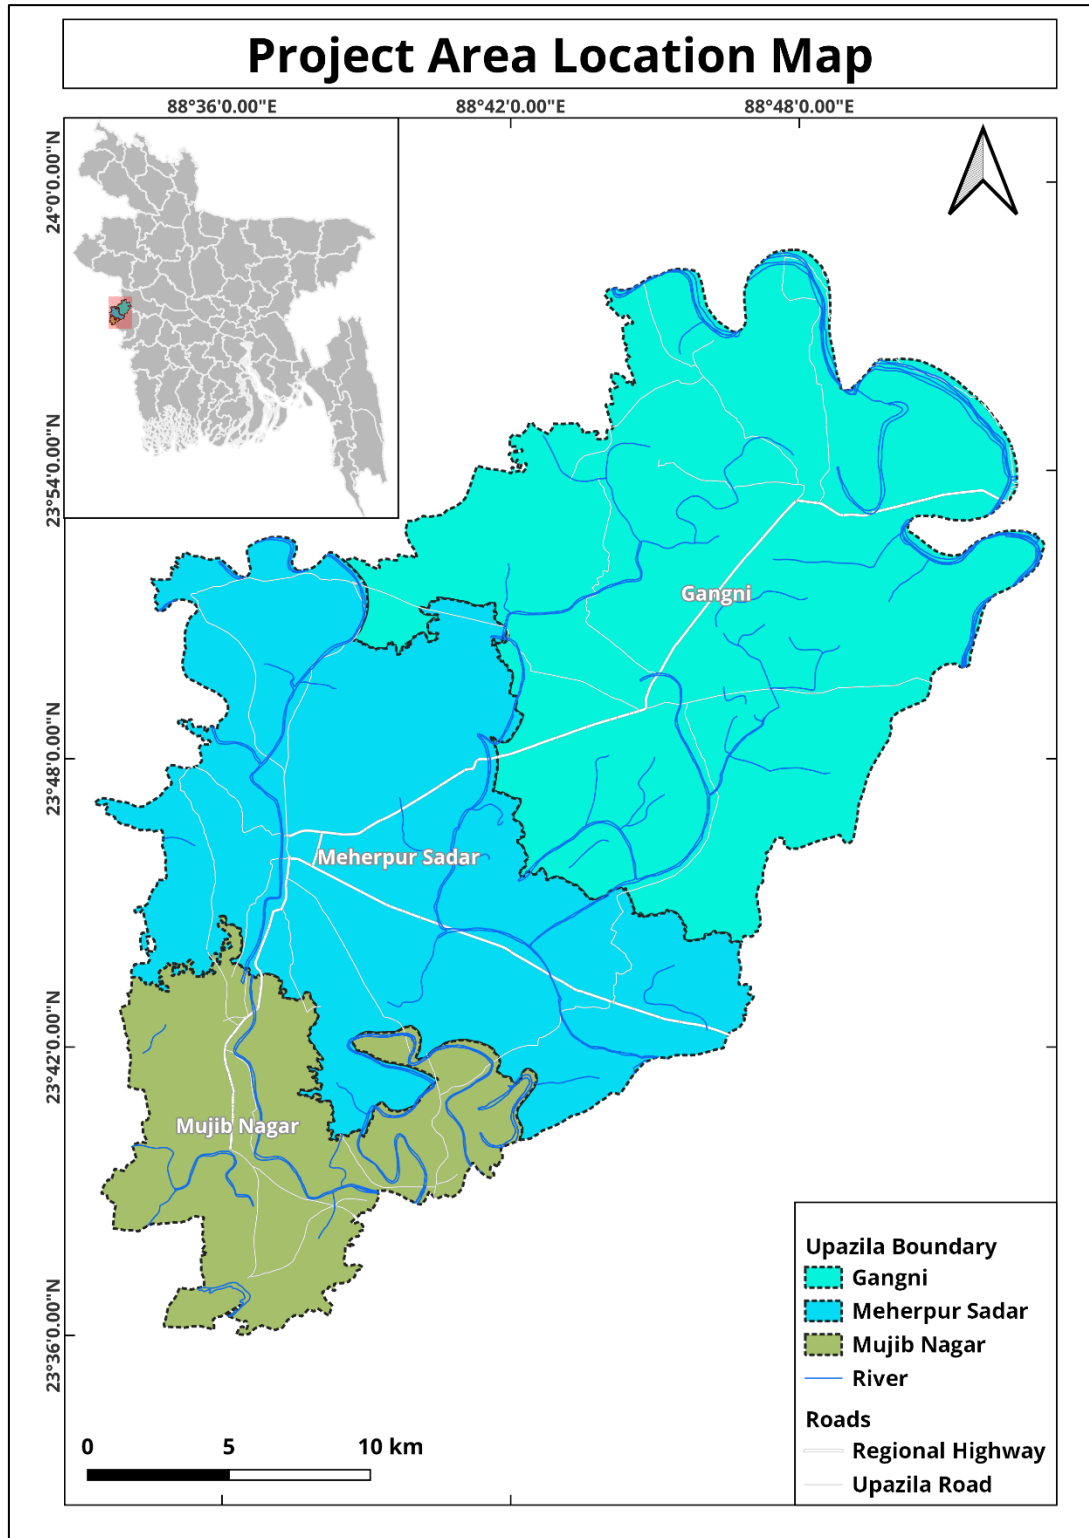 Project Area Location Map
88°36'0.00"E
88°42'0.00"E
88°48'0.00"E
24°0'0.00"N
23°54'0.00"N
23°48'0.00"N
23°42'0.00"N
23°36'0.00"N
Gangni
Meherpur Sadar
Mujib Nagar
Upazila Boundary
Gangni
Meherpur Sadar
Mujib Nagar
River
Roads
Regional Highway
Upazila Road
0 5 10 km